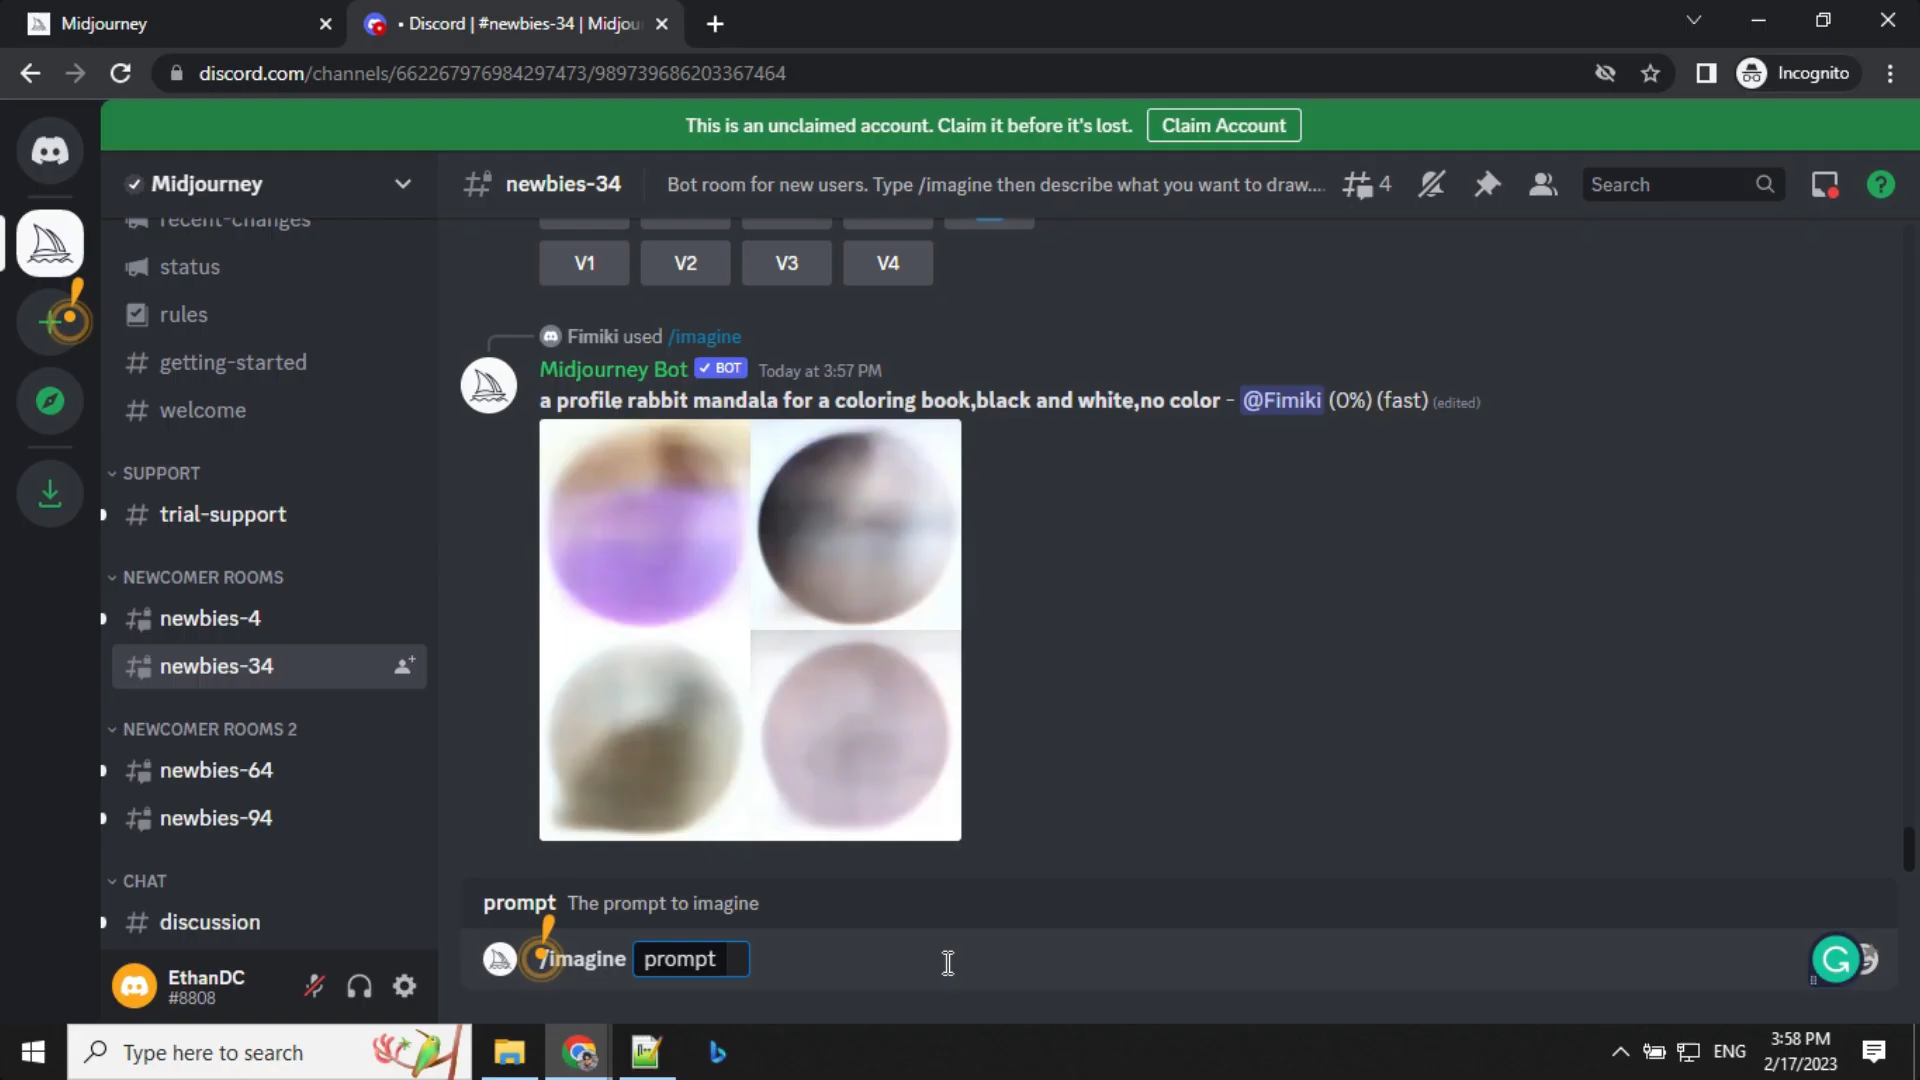 Midjourney
• Discord | #newbies-34 | Midjou
discord.com/channels/662267976984297473/989739686203367464
Incognito
This is an unclaimed account. Claim it before it's lost.
Claim Account
Midjourney
newbies-34
Bot room for new users. Type /imagine then describe what you want to draw....
4
Search
recent-changes
status
rules
getting-started
welcome
SUPPORT
trial-support
NEWCOMER ROOMS
newbies-4
newbies-34
NEWCOMER ROOMS 2
newbies-64
newbies-94
CHAT
discussion
EthanDC
#8808
V1
V2
V3
V4
Fimiki used /imagine
Midjourney Bot
BOT
Today at 3:57 PM
a profile rabbit mandala for a coloring book,black and white,no color - @Fimiki (0%) (fast) (edited)
prompt The prompt to imagine
/imagine prompt
Type here to search
ENG
3:58 PM
2/17/2023